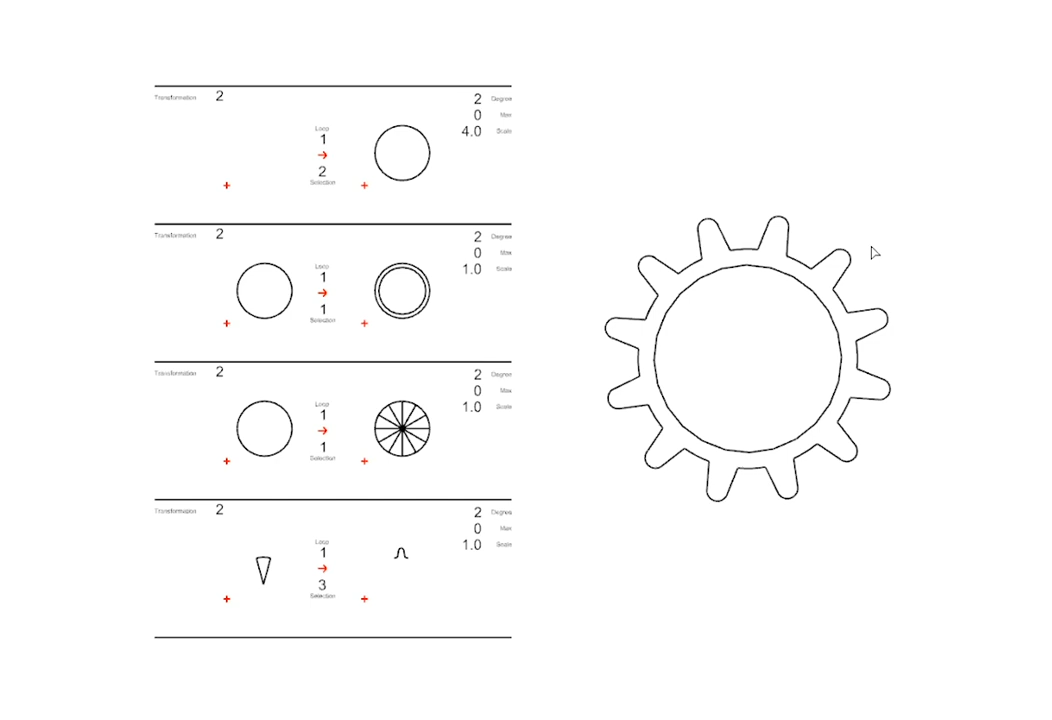 Transformation 2
2 Degree
0 Max
4.0 Scale
Loop
1
2
Selection
Transformation 2
2 Degree
0 Max
1.0 Scale
Loop
1
1
Selection
Transformation 2
2 Degree
0 Max
1.0 Scale
Loop
1
1
Selection
Transformation 2
2 Degree
0 Max
1.0 Scale
Loop
1
3
Selection